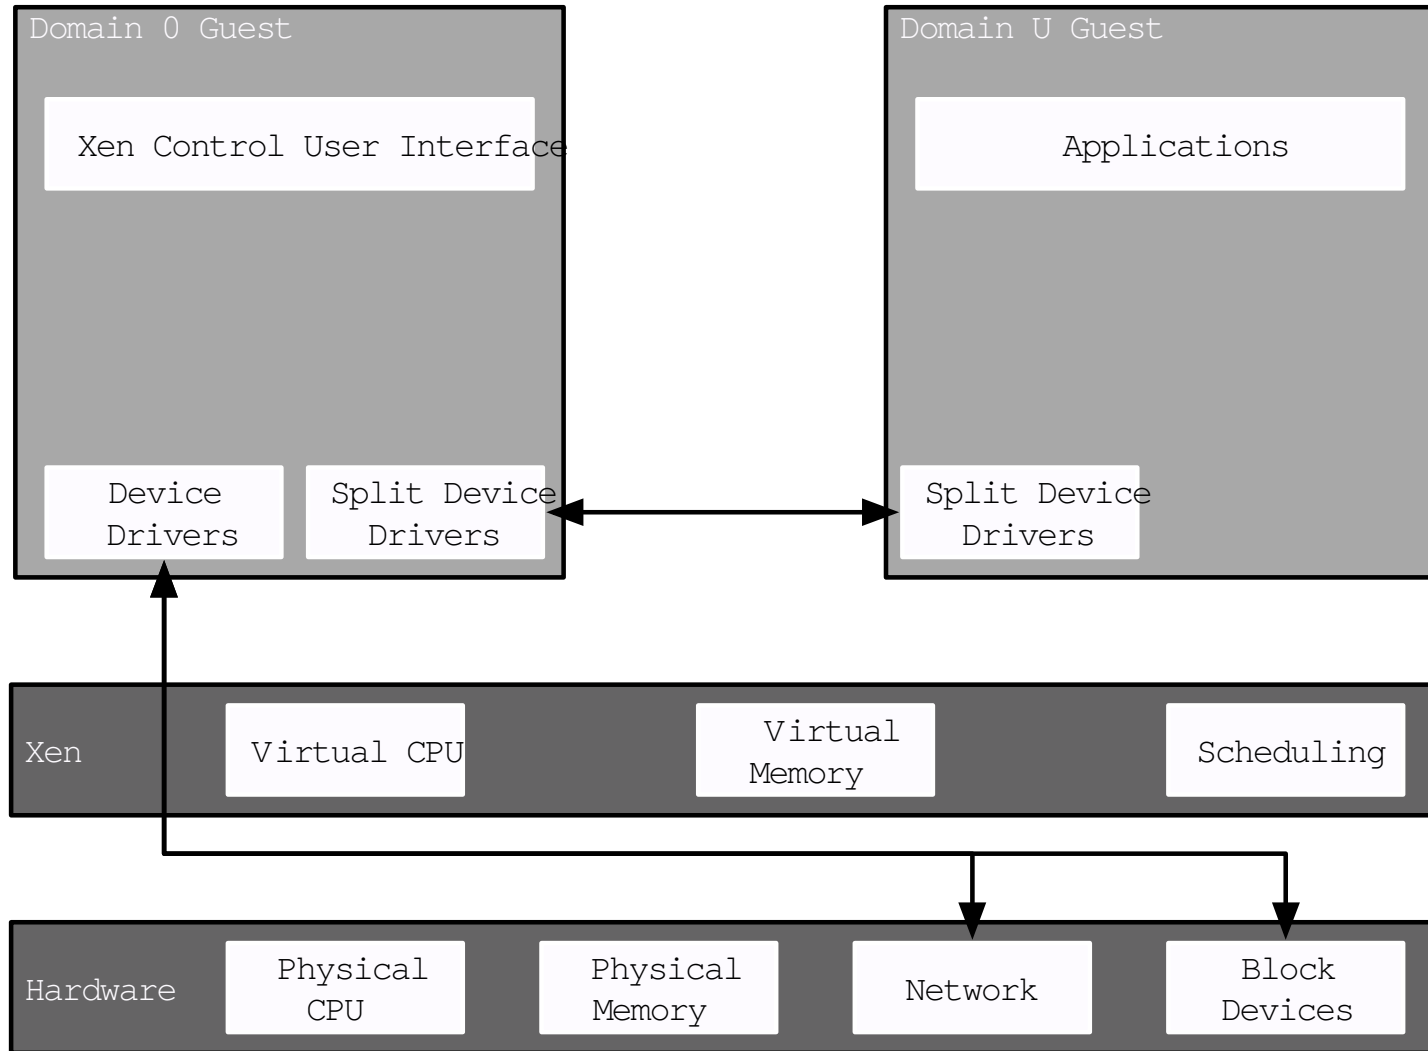 Domain 0 Guest
Xen Control User Interface
Device
Drivers
Split Device
Drivers
Domain U Guest
Applications
Split Device
Drivers
Xen
Virtual CPU
Virtual
Memory
Scheduling
Hardware
Physical
CPU
Physical
Memory
Network
Block
Devices